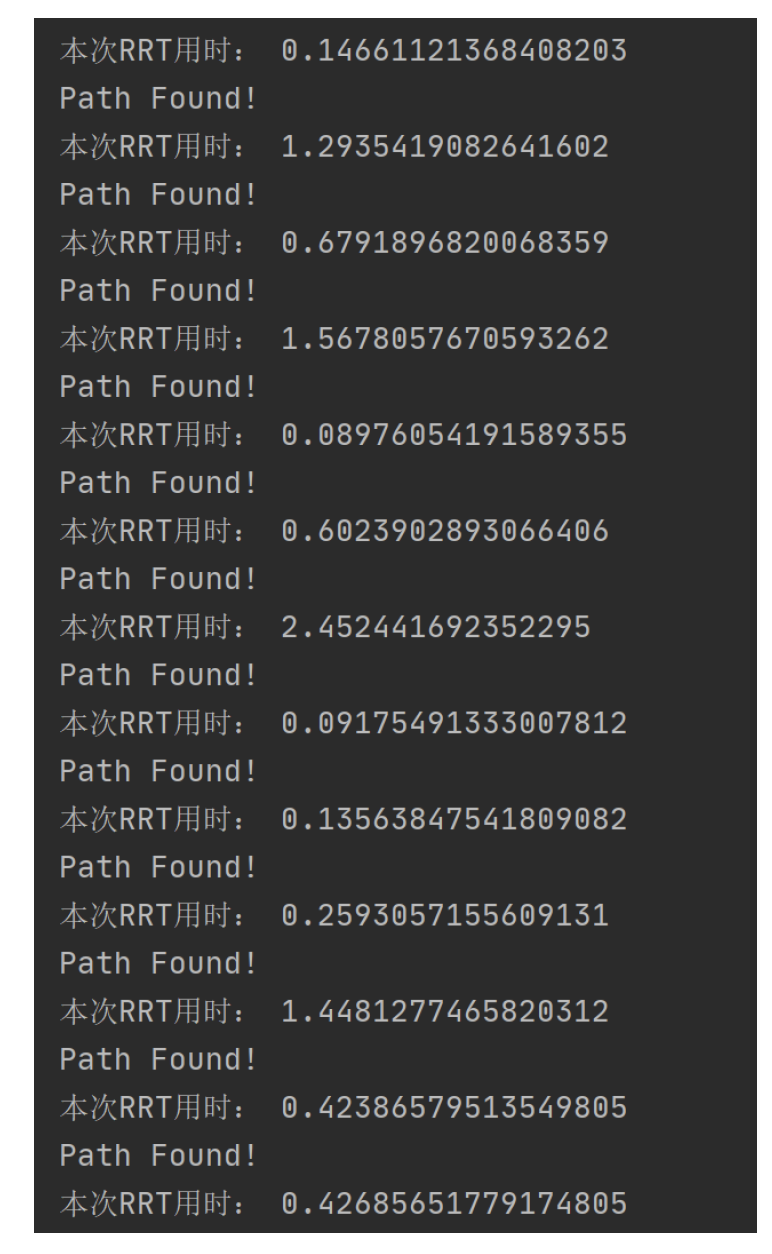 本次RRT用时： 0.14661121368408203
Path Found!
本次RRT用时： 1.2935419082641602
Path Found!
本次RRT用时： 0.6791896820068359
Path Found!
本次RRT用时： 1.5678057670593262
Path Found!
本次RRT用时： 0.08976054191589355
Path Found!
本次RRT用时： 0.6023902893066406
Path Found!
本次RRT用时： 2.452441692352295
Path Found!
本次RRT用时： 0.09175491333007812
Path Found!
本次RRT用时： 0.13563847541809082
Path Found!
本次RRT用时： 0.2593057155609131
Path Found!
本次RRT用时： 1.4481277465820312
Path Found!
本次RRT用时： 0.42386579513549805
Path Found!
本次RRT用时： 0.42685651779174805